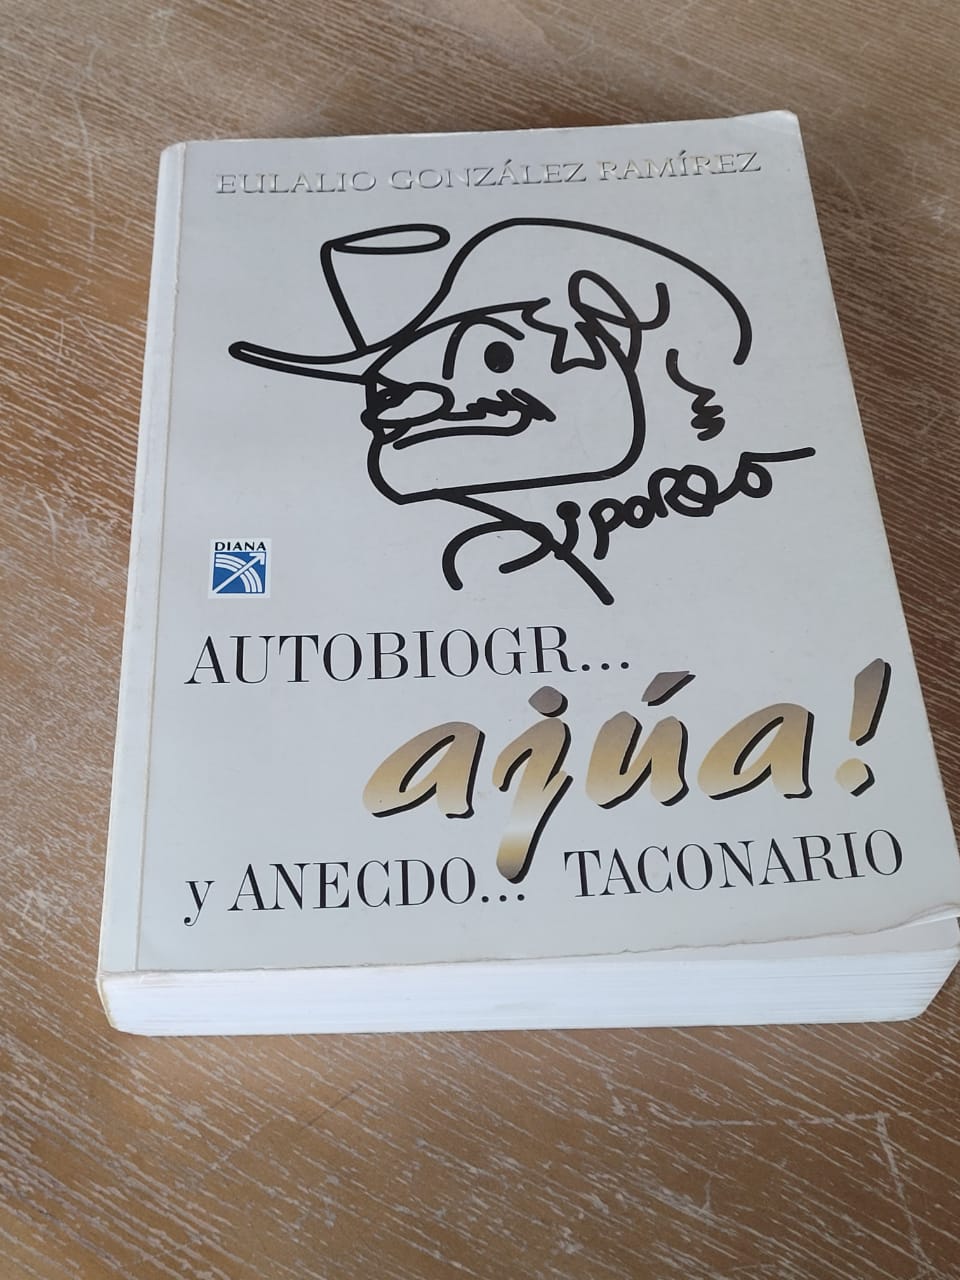 EULALIO GONZÁLEZ RAMÍREZ
Piporro
DIANA
AUTOBIOGR...
ajúa!
y ANECDO... TACONARIO